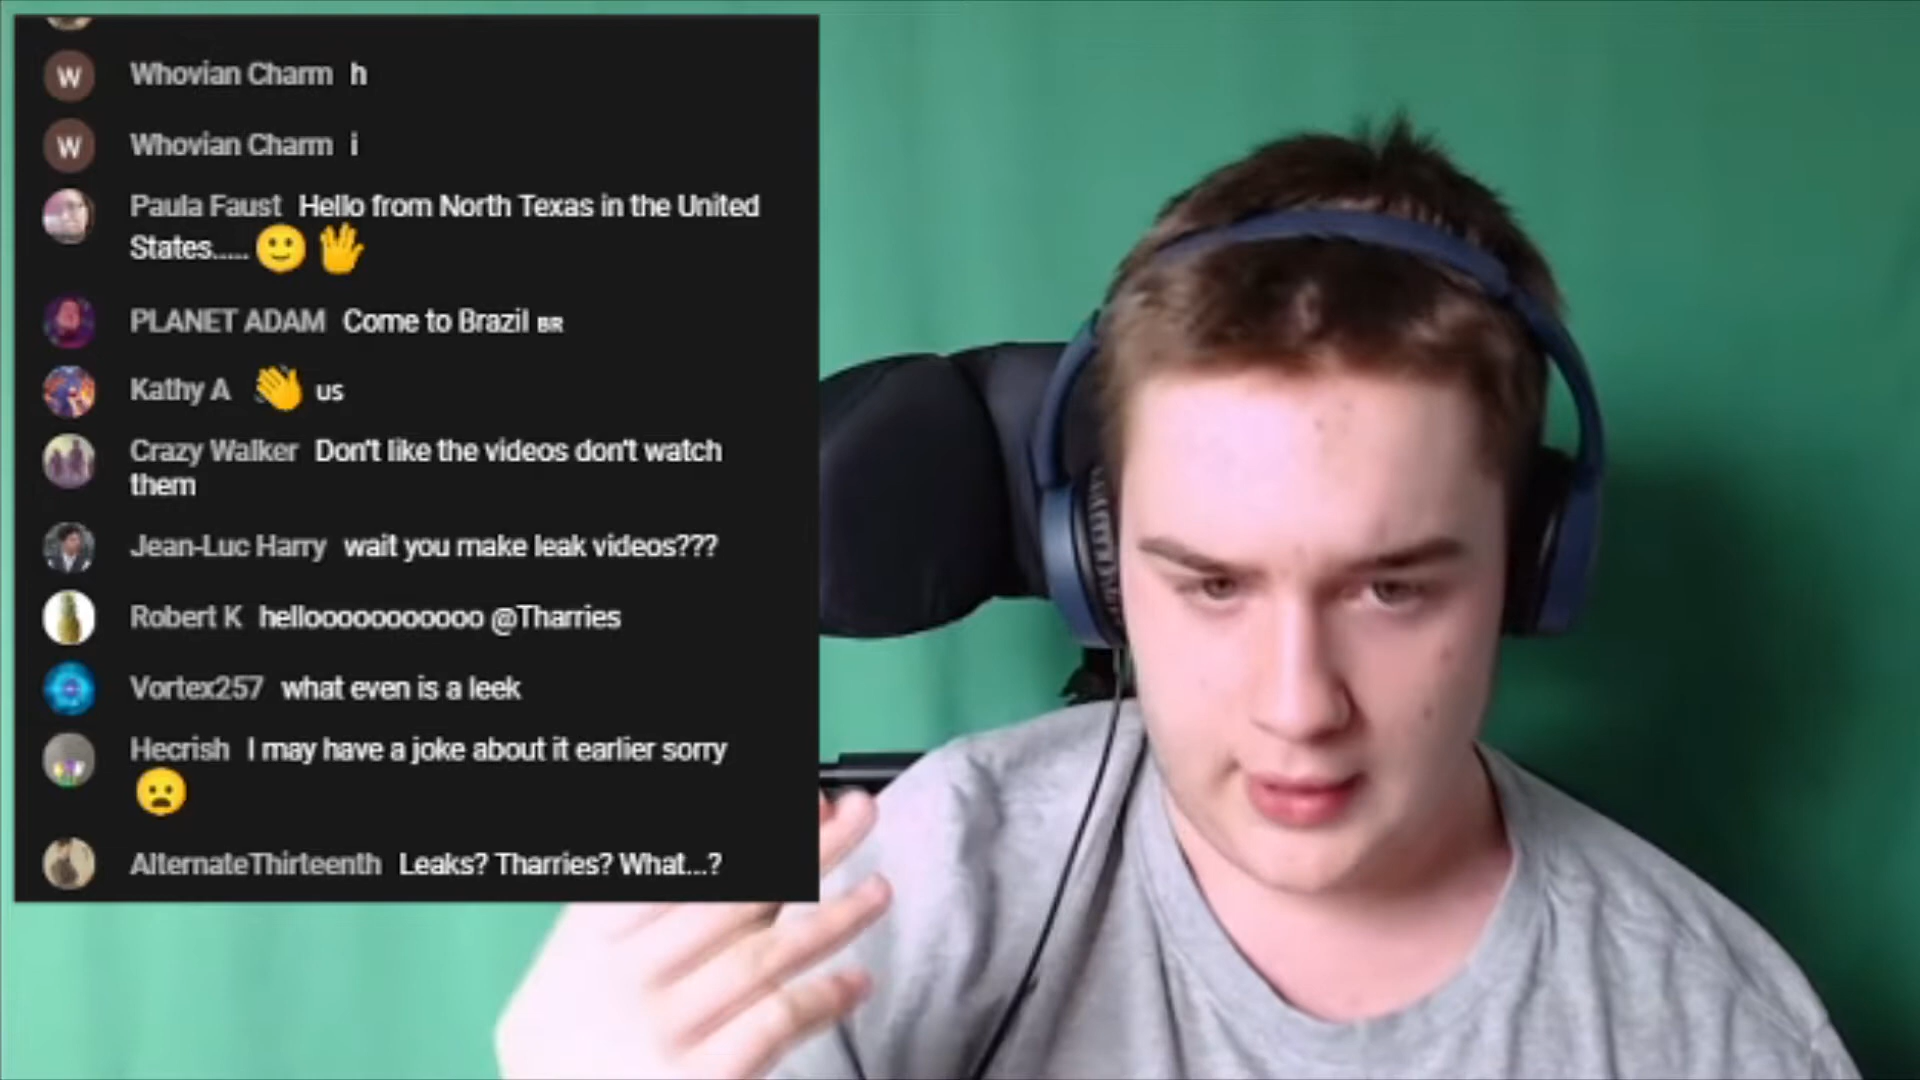 W Whovian Charm h
W Whovian Charm i
Paula Faust Hello from North Texas in the United
States..... 🙂 🖖
PLANET ADAM Come to Brazil BR
Kathy A 👋 US
Crazy Walker Don't like the videos don't watch
them
Jean-Luc Harry wait you make leak videos???
Robert K hellooooooooooo @Tharries
Vortex257 what even is a leek
Hecrish I may have a joke about it earlier sorry
😦
AlternateThirteenth Leaks? Tharries? What...?